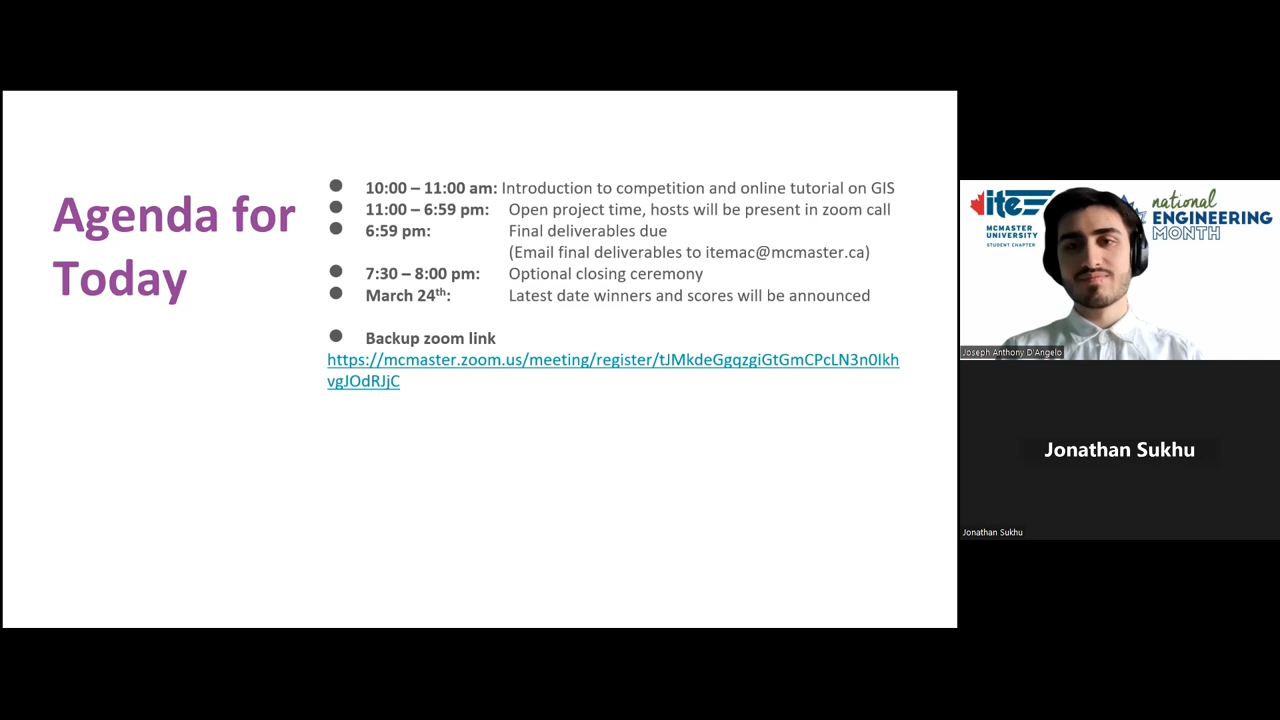 Agenda for
Today
10:00 – 11:00 am: Introduction to competition and online tutorial on GIS
11:00 – 6:59 pm: Open project time, hosts will be present in zoom call
6:59 pm: Final deliverables due
(Email final deliverables to itemac@mcmaster.ca)
7:30 – 8:00 pm: Optional closing ceremony
March 24th: Latest date winners and scores will be announced
Backup zoom link
https://mcmaster.zoom.us/meeting/register/tJMkdeGgqzgiGtGmCPcLN3n0Ikh
vgJOdRJjC
ite
MCMASTER
UNIVERSITY
STUDENT CHAPTER
national
ENGINEERING
MONTH
Joseph Anthony D'Angelo
Jonathan Sukhu
Jonathan Sukhu